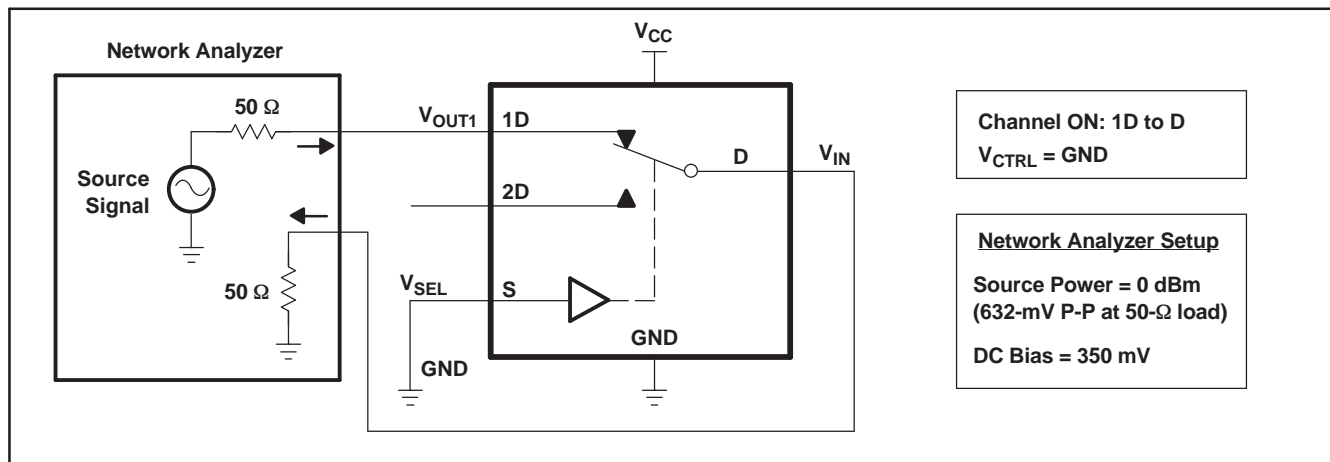 Network Analyzer
50 Ω
Source
Signal
50 Ω
V_OUT1
1D
2D
V_SEL
S
GND
V_CC
D
GND
V_IN
Channel ON: 1D to D
V_CTRL = GND
Network Analyzer Setup
Source Power = 0 dBm
(632-mV P-P at 50-Ω load)
DC Bias = 350 mV